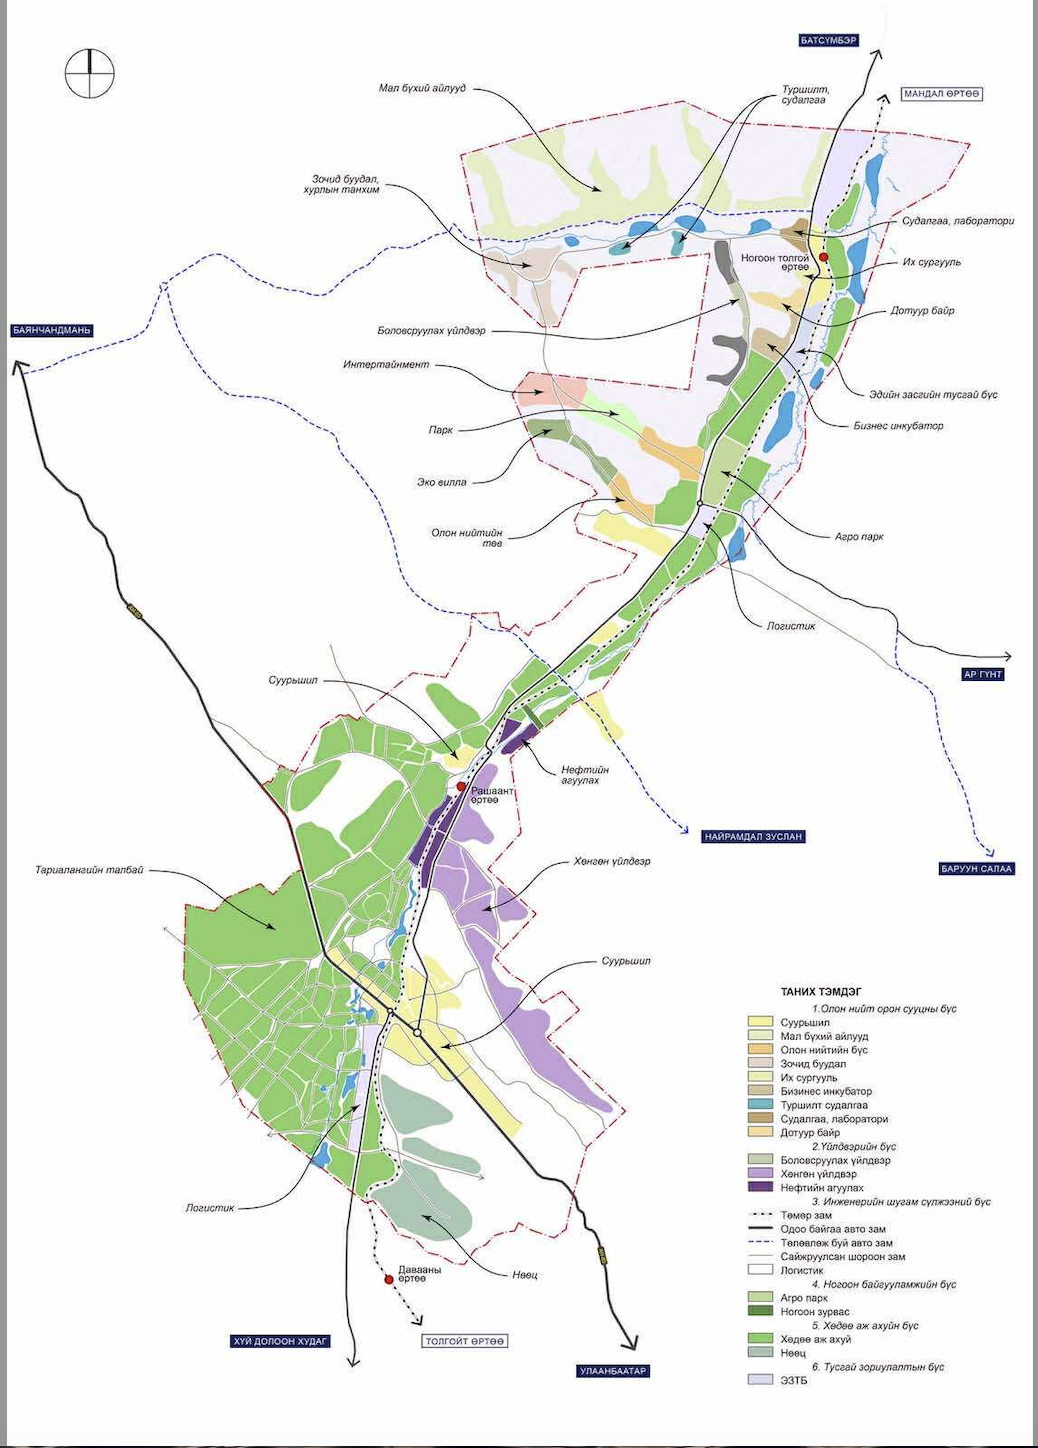 БАТСҮМБЭР
Мал бүхий айлууд
Туршилт,
судалгаа
МАНДАЛ ӨРТӨӨ
Зочид буудал,
хурлын танхим
Судалгаа, лаборатори
Ногоон толгой
өртөө
Их сургууль
Дотуур байр
БАЯНЧАНДМАНЬ
Боловсруулах үйлдвэр
Интертайнмент
Эдийн засгийн тусгай бүс
Парк
Бизнес инкубатор
Эко вилла
Олон нийтийн
төв
Агро парк
Логистик
АР ГҮНТ
Суурьшил
Нефтийн
агуулах
Рашаант
өртөө
НАЙРАМДАЛ ЗУСЛАН
Тариалангийн талбай
Хөнгөн үйлдвэр
БАРУУН САЛАА
Суурьшил
ТАНИХ ТЭМДЭГ
1.Олон нийт орон сууцны бүс
Суурьшил
Мал бүхий айлууд
Олон нийтийн бүс
Зочид буудал
Их сургууль
Бизинес инкубатор
Туршилт судалгаа
Судалгаа, лаборатори
Дотуур байр
2.Үйлдвэрийн бүс
Боловсруулах үйлдвэр
Хөнгөн үйлдвэр
Нефтийн агуулах
3. Инженерийн шугам сүлжээний бүс
Төмөр зам
Одоо байгаа авто зам
Төлөвлөж буй авто зам
Сайжруулсан шороон зам
Логистик
4. Ногоон байгууламжийн бүс
Агро парк
Ногоон зурвас
5. Хөдөө аж ахуйн бүс
Хөдөө аж ахуй
Нөөц
6. Тусгай зориулалтын бүс
ЭЗТБ
Логистик
Нөөц
Давааны
өртөө
ХҮЙ ДОЛООН ХУДАГ
ТОЛГОЙТ ӨРТӨӨ
УЛААНБААТАР